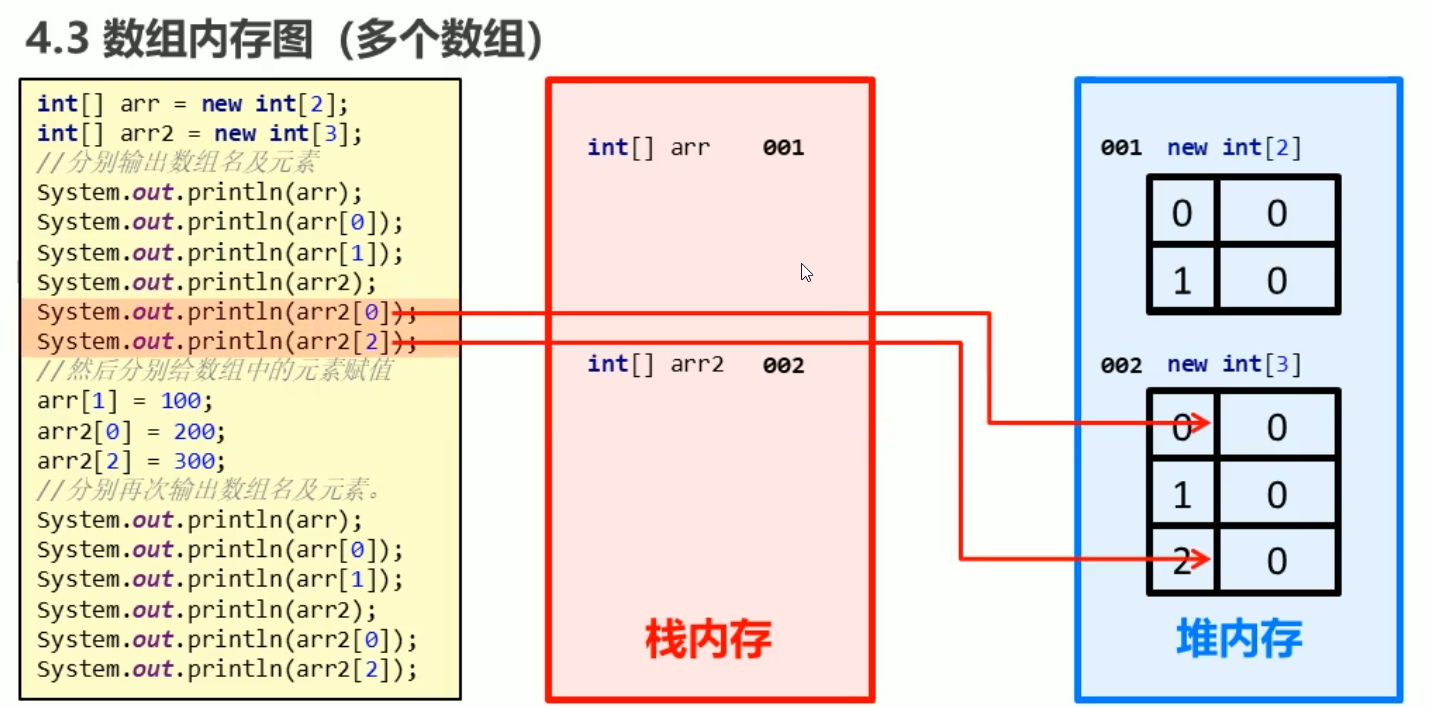 4.3 数组内存图（多个数组）
int[] arr = new int[2];
int[] arr2 = new int[3];
//分别输出数组名及元素
System.out.println(arr);
System.out.println(arr[0]);
System.out.println(arr[1]);
System.out.println(arr2);
System.out.println(arr2[0]);
System.out.println(arr2[2]);
//然后分别给数组中的元素赋值
arr[1] = 100;
arr2[0] = 200;
arr2[2] = 300;
//分别再次输出数组名及元素。
System.out.println(arr);
System.out.println(arr[0]);
System.out.println(arr[1]);
System.out.println(arr2);
System.out.println(arr2[0]);
System.out.println(arr2[2]);
int[] arr 001
int[] arr2 002
栈内存
001 new int[2]
0 0
1 0
002 new int[3]
0 0
1 0
2 0
堆内存